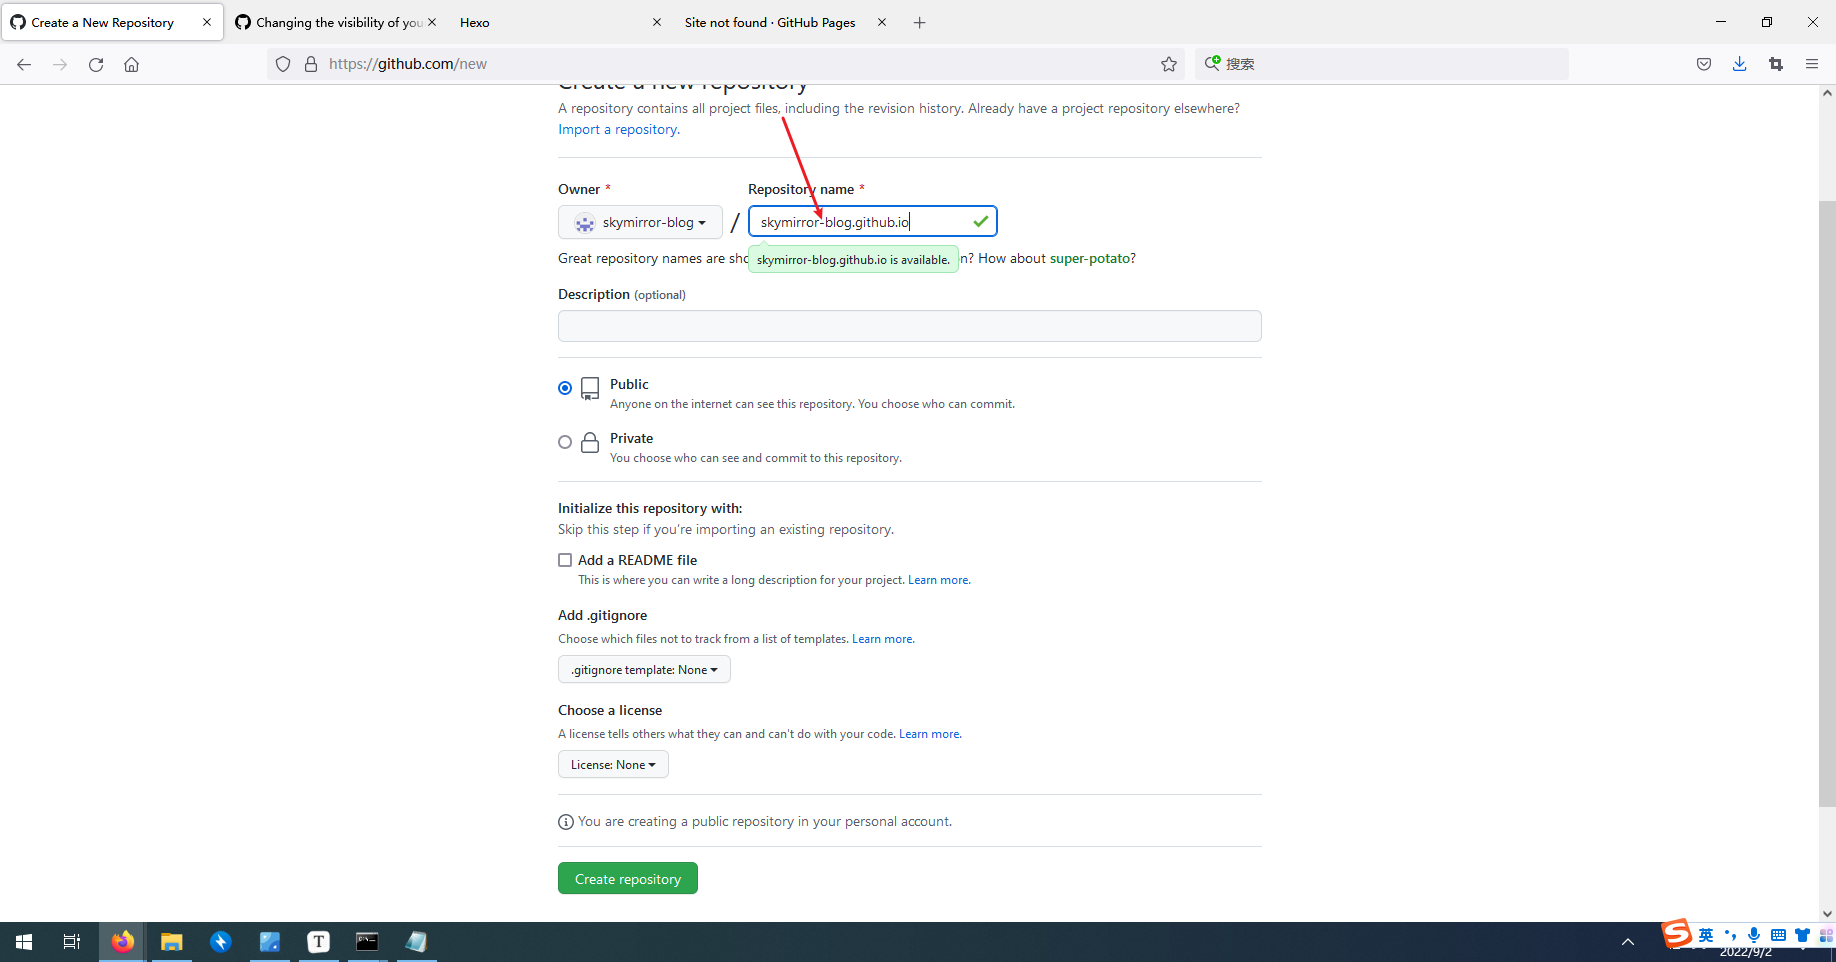 Create a New Repository
Changing the visibility of you
Hexo
Site not found · GitHub Pages
https://github.com/new
搜索
Create a new repository
A repository contains all project files, including the revision history. Already have a project repository elsewhere?
Import a repository.
Owner *
Repository name *
skymirror-blog
/
skymirror-blog.github.io
Great repository names are sho
skymirror-blog.github.io is available.
n? How about super-potato?
Description (optional)
Public
Anyone on the internet can see this repository. You choose who can commit.
Private
You choose who can see and commit to this repository.
Initialize this repository with:
Skip this step if you're importing an existing repository.
Add a README file
This is where you can write a long description for your project. Learn more.
Add .gitignore
Choose which files not to track from a list of templates. Learn more.
.gitignore template: None
Choose a license
A license tells others what they can and can't do with your code. Learn more.
License: None
You are creating a public repository in your personal account.
Create repository
T
S
英
2022/9/2